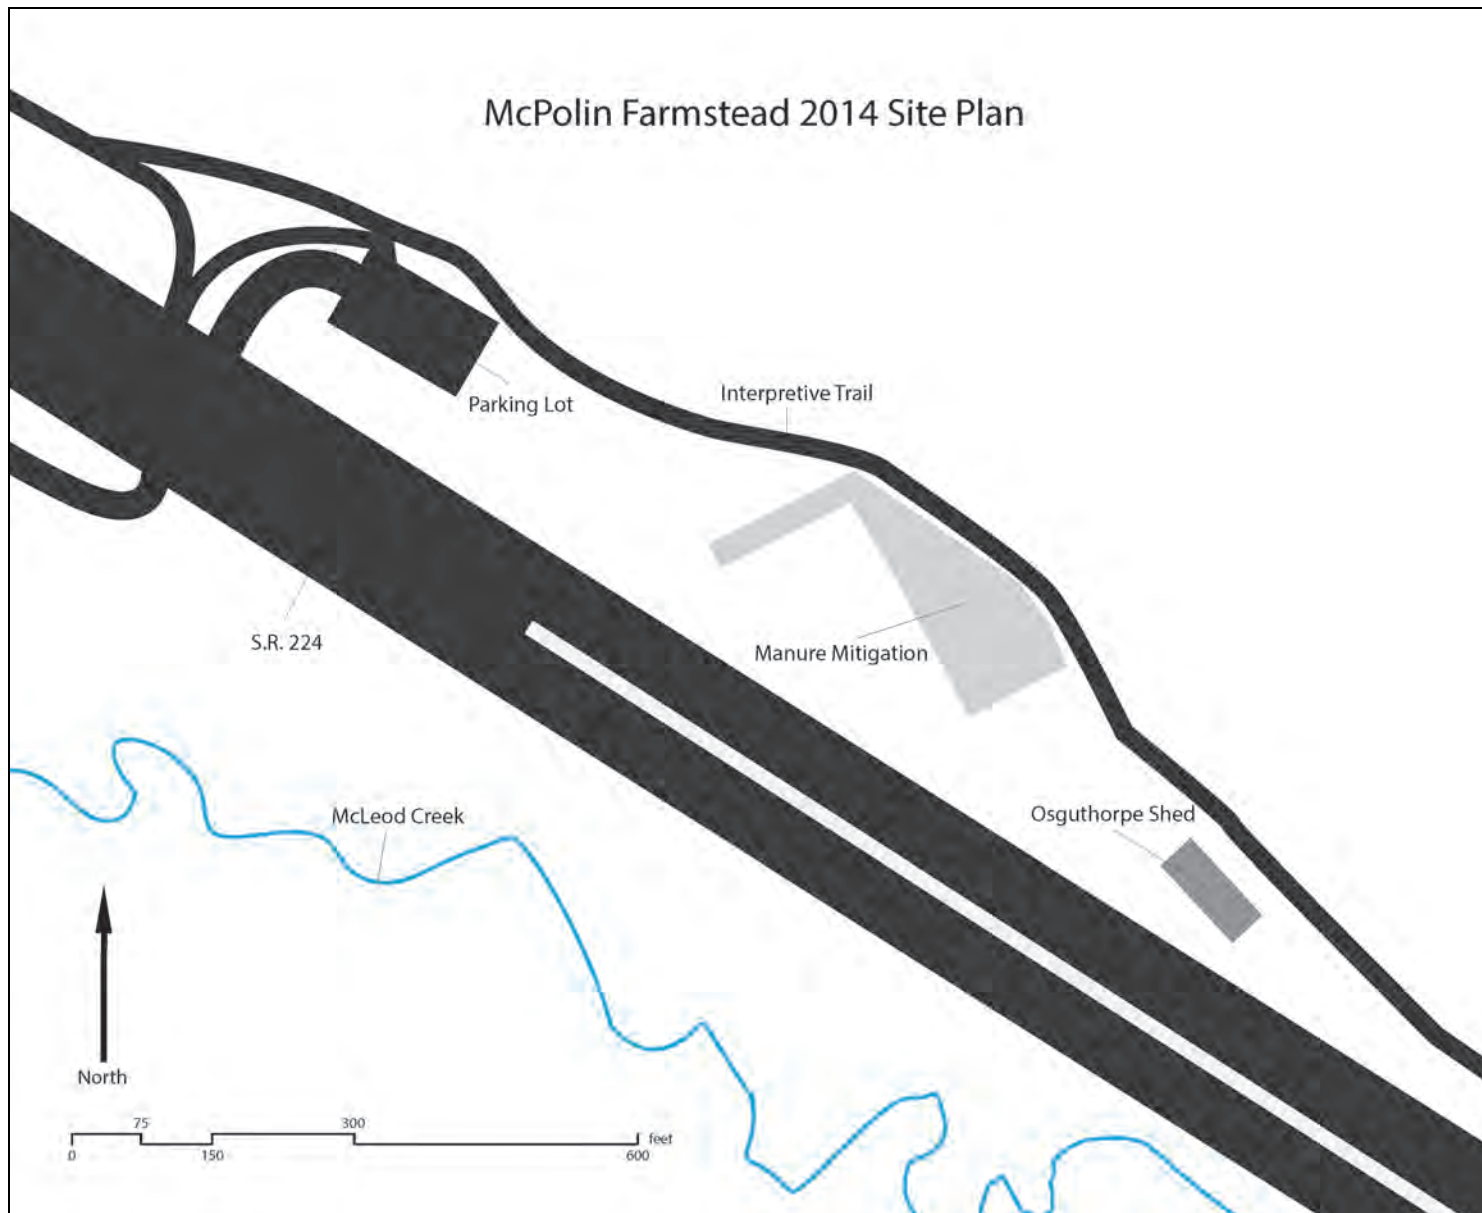 McPolin Farmstead 2014 Site Plan
Interpretive Trail
Parking Lot
S.R. 224
Manure Mitigation
McLeod Creek
Osguthorpe Shed
North
75
300
feet
0
150
600